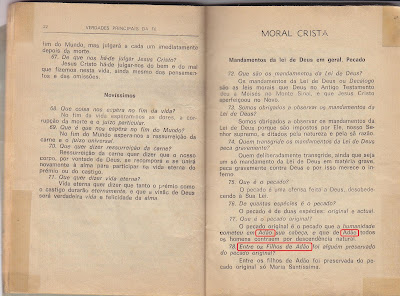 22 VERDADES PRINCIPAIS DA FÉ
fim do Mundo, mas julgará a cada um imediatamente
depois da morte.
67. De que nos há-de julgar Jesus Cristo?
Jesus Cristo há-de julgar-nos do bem e do mal
que fizemos nesta vida, ainda mesmo dos pensamen-
tos e das omissões.
Novíssimos
68. Que coisa nos espera no fim da vida?
No fim da vida esperam-nos as dores, a cor-
rupção da morte e o juízo particular.
69. E que é que nos espera no fim do Mundo?
No fim do Mundo espera-nos a ressurreição da
carne e o juízo universal.
70. Que quer dizer ressurreição da carne?
Ressurreição da carne quer dizer que o nosso
corpo, por vontade de Deus, se recomporá e se unirá
novamente à alma para participar na vida eterna do
prémio ou do castigo.
71. Que quer dizer vida eterna?
Vida eterna quer dizer que tanto o prémio como
o castigo durarão eternamente, e que a visão de Deus
será verdadeira vida e felicidade da alma
MORAL CRISTA
Mandamentos da lei de Deus em geral. Pecado
72. Que são os mandamentos da Lei de Deus?
Os mandamentos da Lei de Deus ou Decálogo
são as leis morais que Deus no Antigo Testamento
deu a Moisés no Monte Sinai, e que Jesus Cristo
aperfeiçoou no Novo.
73. Somos obrigados a observar os mandamentos da
Lei de Deus?
Somos obrigados a observar os mandamentos da
Lei de Deus porque são impostos por Ele, nosso Se-
nhor supremo, e ditados pela natureza e pela sã razão.
74. Quem transgride os mandamentos da Lei de Deus,
peca gravemente?
Quem deliberadamente transgride, ainda que seja
um só mandamento da Lei de Deus em matéria grave,
peca gravemente contra Deus e por isso merece o in-
ferno
75. Que é o pecado?
O pecado é uma ofensa feita a Deus, desobede-
cendo à Sua Lei.
76. De quantas espécies é o pecado?
O pecado é de duas espécies: original e actual.
77. Que é o pecado original?
O pecado original é o pecado que a humanidade
cometeu em Adão sua cabeça, e que de Adão todos
os homens contraem por descendência natural.
78. Entre os Filhos de Adão foi alguém preservado
do pecado original?
Entre os filhos de Adão foi preservada do pe-
cado original só Maria Santíssima.